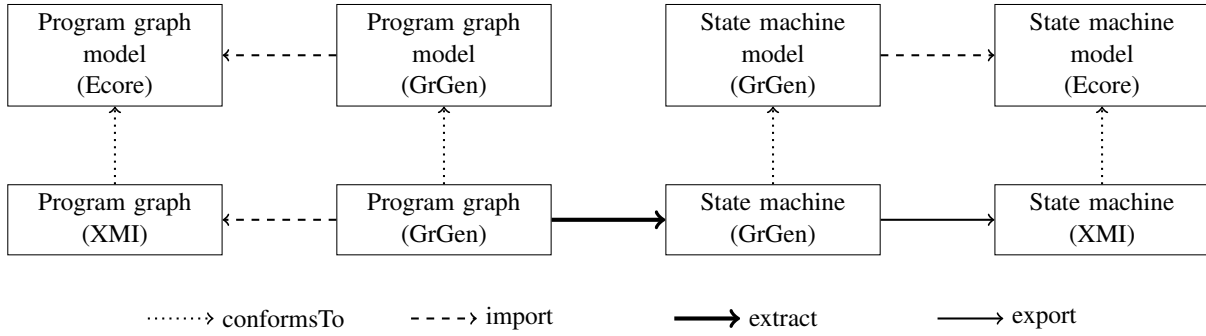 Program graph
model
(Ecore)
Program graph
model
(GrGen)
State machine
model
(GrGen)
State machine
model
(Ecore)
Program graph
(XMI)
Program graph
(GrGen)
State machine
(GrGen)
State machine
(XMI)
conformsTo
import
extract
export